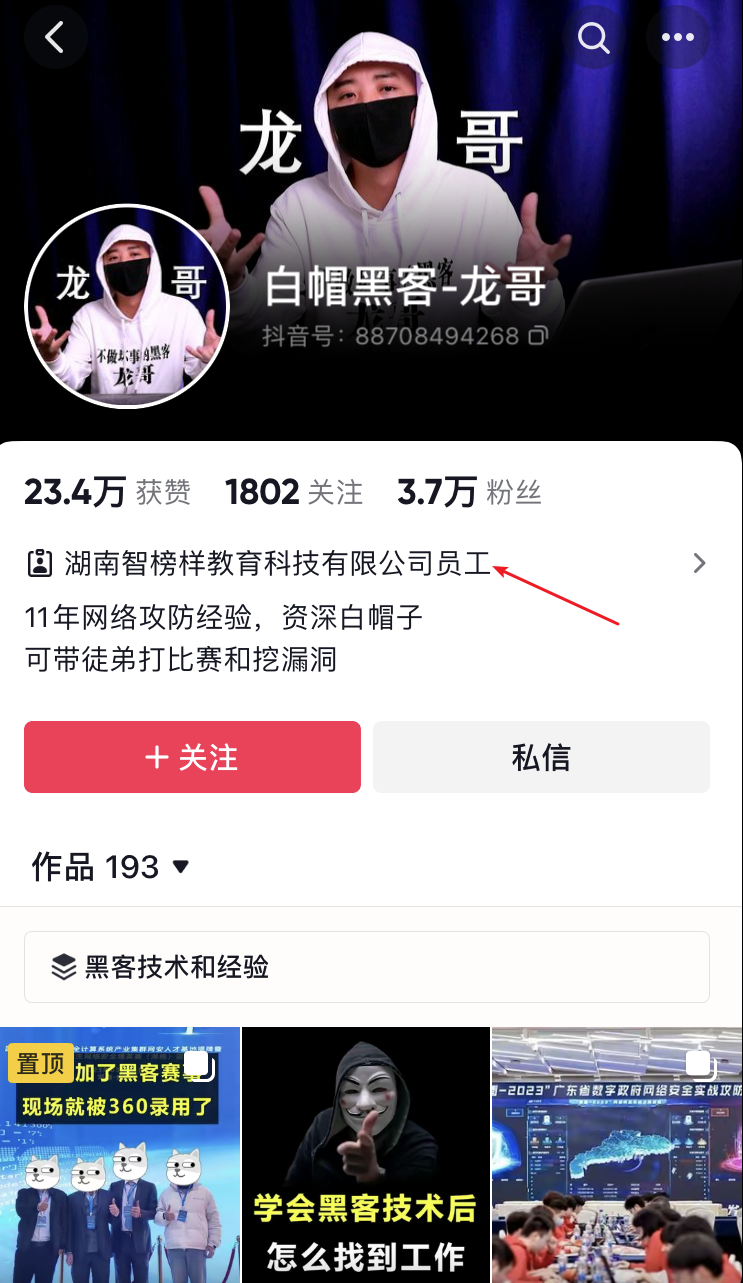 龙 哥
龙 哥
不做坏事的黑客
龙哥
白帽黑客-龙哥
抖音号：88708494268
23.4万 获赞 1802 关注 3.7万 粉丝
湖南智榜样教育科技有限公司员工
11年网络攻防经验，资深白帽子
可带徒弟打比赛和挖漏洞
＋ 关注
私信
作品 193
黑客技术和经验
置顶
加了黑客赛
现场就被360录用了
学会黑客技术后
怎么找到工作
-2023”广东省数字政府网络安全实战攻防